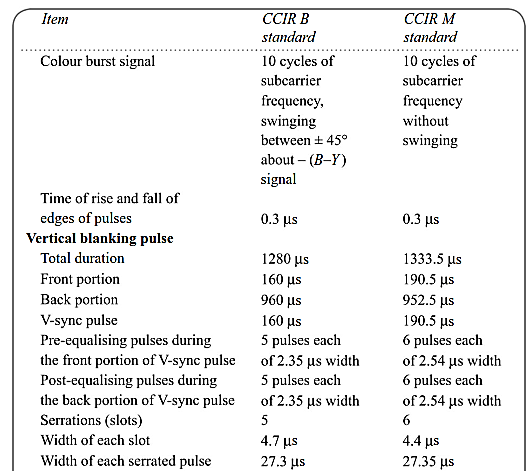 Item CCIR B CCIR M
standard standard
Colour burst signal 10 cycles of 10 cycles of
subcarrier subcarrier
frequency, frequency
swinging without
between ± 45° swinging
about – (B–Y)
signal
Time of rise and fall of
edges of pulses 0.3 μs 0.3 μs
Vertical blanking pulse
Total duration 1280 μs 1333.5 μs
Front portion 160 μs 190.5 μs
Back portion 960 μs 952.5 μs
V-sync pulse 160 μs 190.5 μs
Pre-equalising pulses during 5 pulses each 6 pulses each
the front portion of V-sync pulse of 2.35 μs width of 2.54 μs width
Post-equalising pulses during 5 pulses each 6 pulses each
the back portion of V-sync pulse of 2.35 μs width of 2.54 μs width
Serrations (slots) 5 6
Width of each slot 4.7 μs 4.4 μs
Width of each serrated pulse 27.3 μs 27.35 μs